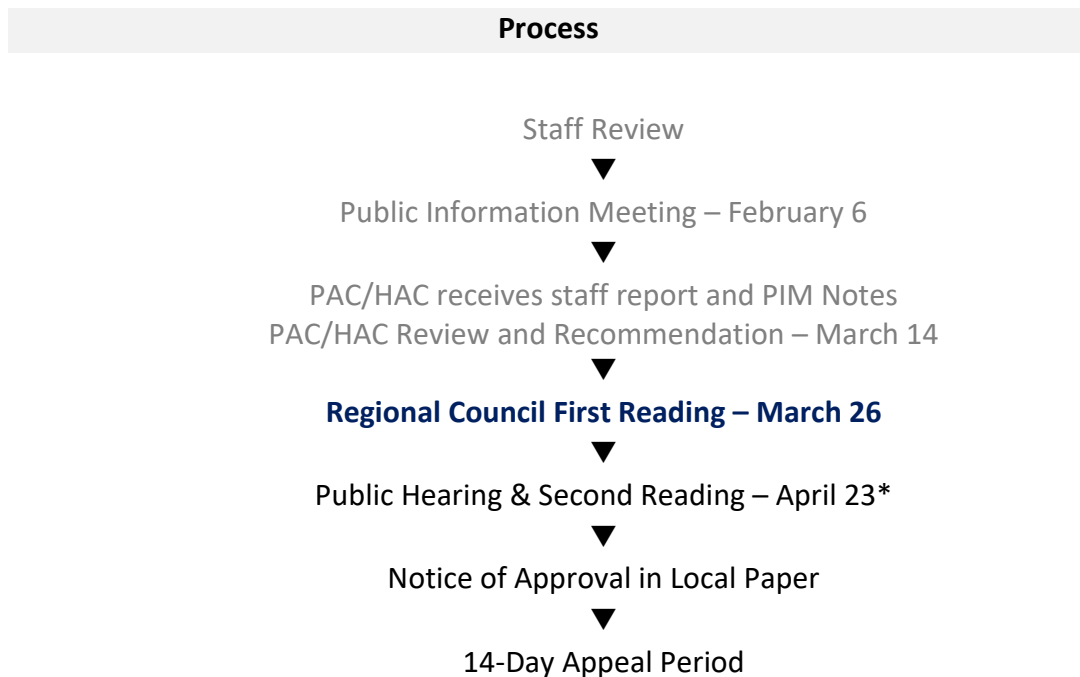 Process
Staff Review
Public Information Meeting – February 6
PAC/HAC receives staff report and PIM Notes
PAC/HAC Review and Recommendation – March 14
Regional Council First Reading – March 26
Public Hearing & Second Reading – April 23*
Notice of Approval in Local Paper
14-Day Appeal Period